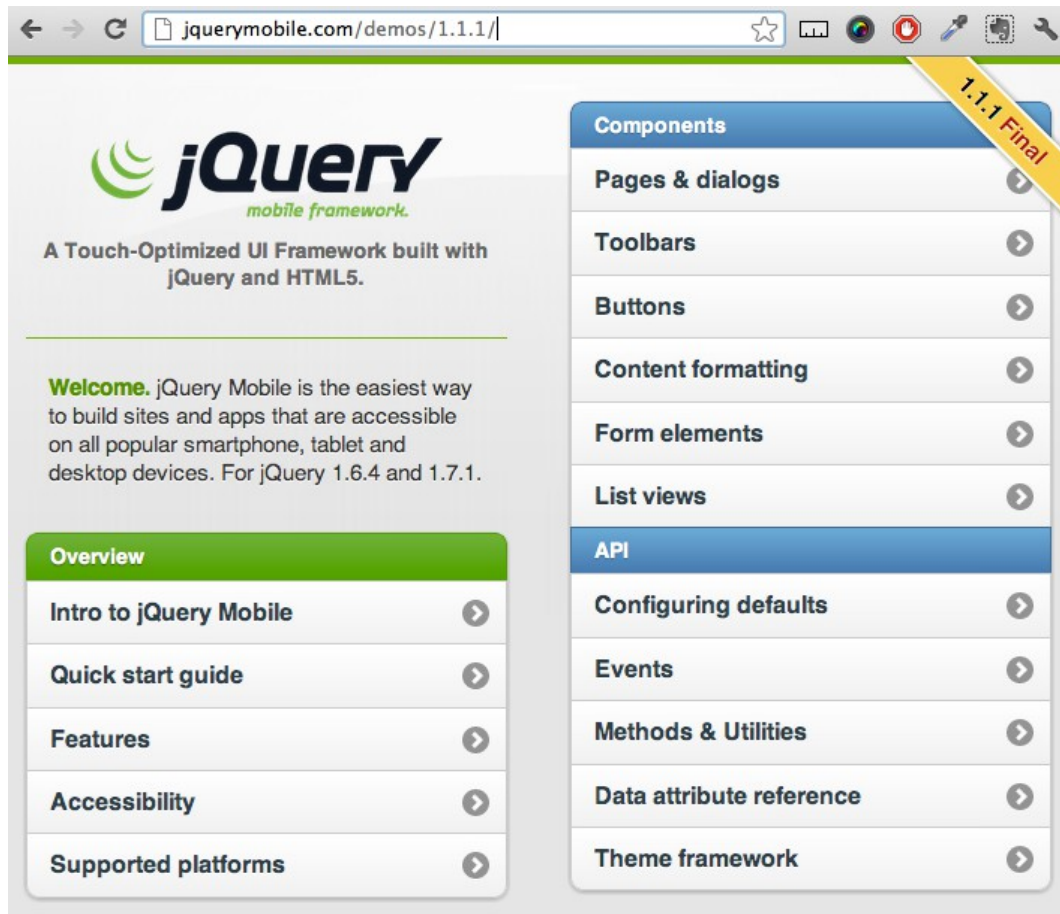 jquerymobile.com/demos/1.1.1/
jQuery
mobile framework.
A Touch-Optimized UI Framework built with
jQuery and HTML5.
Welcome. jQuery Mobile is the easiest way
to build sites and apps that are accessible
on all popular smartphone, tablet and
desktop devices. For jQuery 1.6.4 and 1.7.1.
Overview
Intro to jQuery Mobile
Quick start guide
Features
Accessibility
Supported platforms
1.1.1 Final
Components
Pages & dialogs
Toolbars
Buttons
Content formatting
Form elements
List views
API
Configuring defaults
Events
Methods & Utilities
Data attribute reference
Theme framework